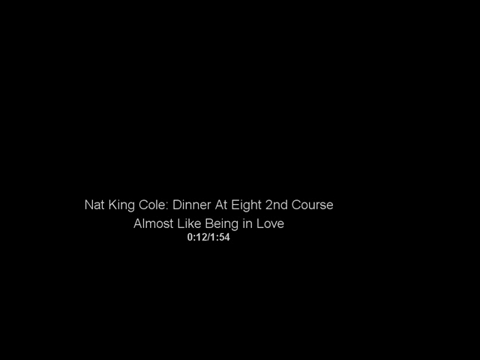 Nat King Cole: Dinner At Eight 2nd Course
Almost Like Being in Love
0:12/1:54